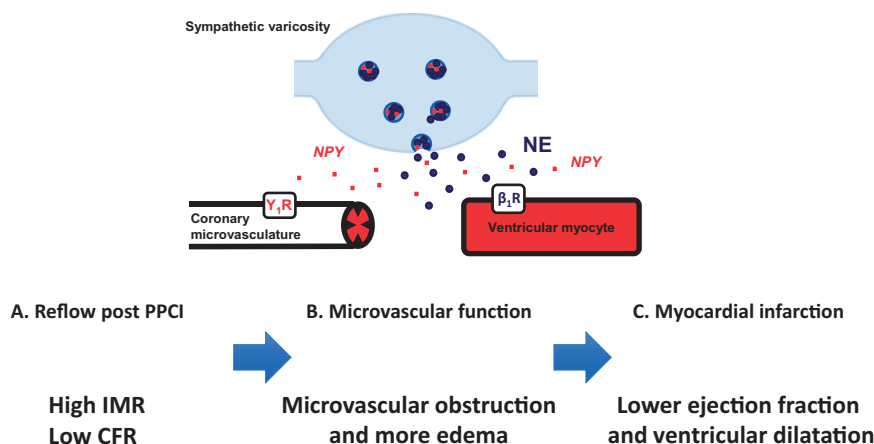 Sympathetic varicosity
NPY
NE
NPY
Y1R
β1R
Coronary
microvasculature
Ventricular myocyte
A. Reflow post PPCI
B. Microvascular function
C. Myocardial infarction
High IMR
Low CFR
Microvascular obstruction
and more edema
Lower ejection fraction
and ventricular dilatation